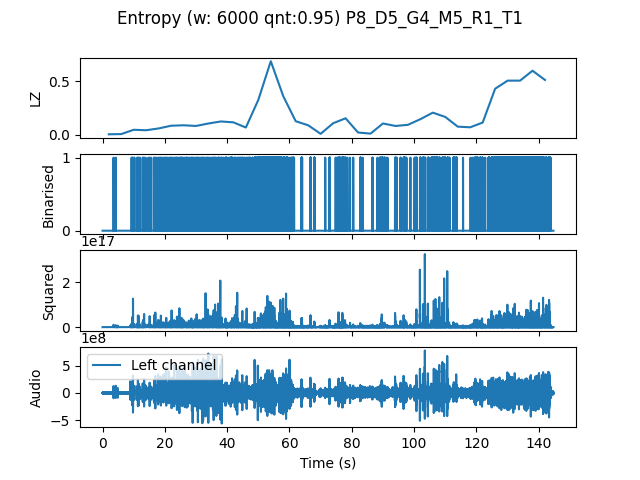 Entropy (w: 6000 qnt:0.95) P8_D5_G4_M5_R1_T1
LZ
0.5
0.0
Binarised
1
0
1e17
Squared
2
0
1e8
Audio
5
0
−5
Left channel
0 20 40 60 80 100 120 140
Time (s)